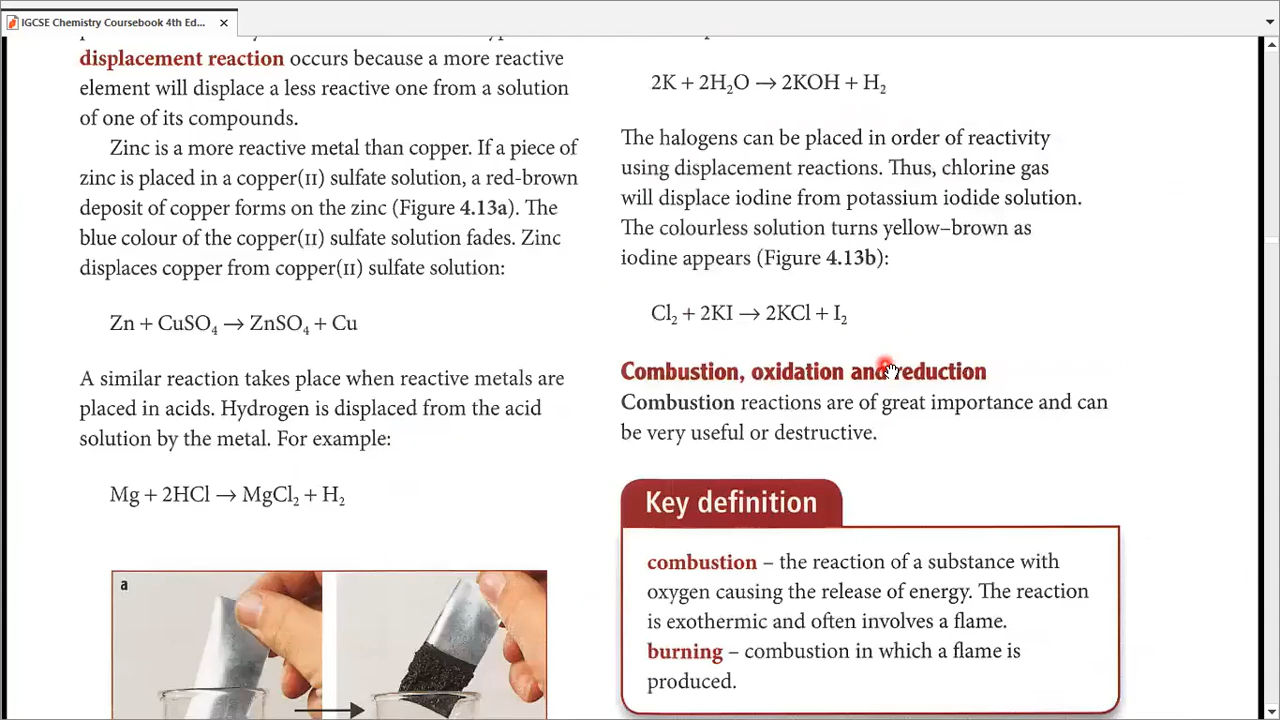 IGCSE Chemistry Coursebook 4th Ed...
displacement reaction occurs because a more reactive
element will displace a less reactive one from a solution
of one of its compounds.
Zinc is a more reactive metal than copper. If a piece of
zinc is placed in a copper(II) sulfate solution, a red-brown
deposit of copper forms on the zinc (Figure 4.13a). The
blue colour of the copper(II) sulfate solution fades. Zinc
displaces copper from copper(II) sulfate solution:
Zn + CuSO₄ → ZnSO₄ + Cu
A similar reaction takes place when reactive metals are
placed in acids. Hydrogen is displaced from the acid
solution by the metal. For example:
Mg + 2HCl → MgCl₂ + H₂
a
2K + 2H₂O → 2KOH + H₂
The halogens can be placed in order of reactivity
using displacement reactions. Thus, chlorine gas
will displace iodine from potassium iodide solution.
The colourless solution turns yellow–brown as
iodine appears (Figure 4.13b):
Cl₂ + 2KI → 2KCl + I₂
Combustion, oxidation and reduction
Combustion reactions are of great importance and can
be very useful or destructive.
Key definition
combustion – the reaction of a substance with
oxygen causing the release of energy. The reaction
is exothermic and often involves a flame.
burning – combustion in which a flame is
produced.